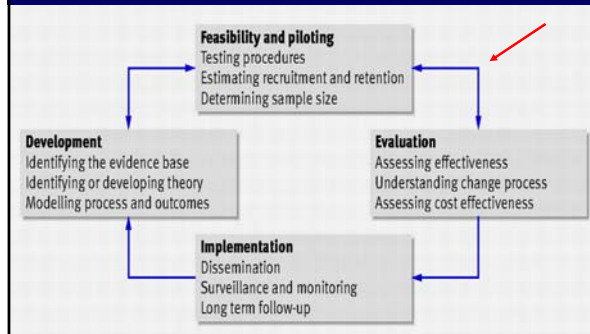 Feasibility and piloting
Testing procedures
Estimating recruitment and retention
Determining sample size
Development
Identifying the evidence base
Identifying or developing theory
Modelling process and outcomes
Evaluation
Assessing effectiveness
Understanding change process
Assessing cost effectiveness
Implementation
Dissemination
Surveillance and monitoring
Long term follow-up